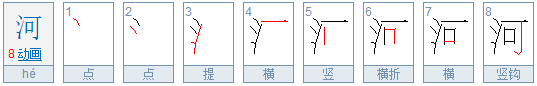 河 1 2 3 4 5 6 7 8
8 动画
hé 点 点 提 横 竖 横折 横 竖钩